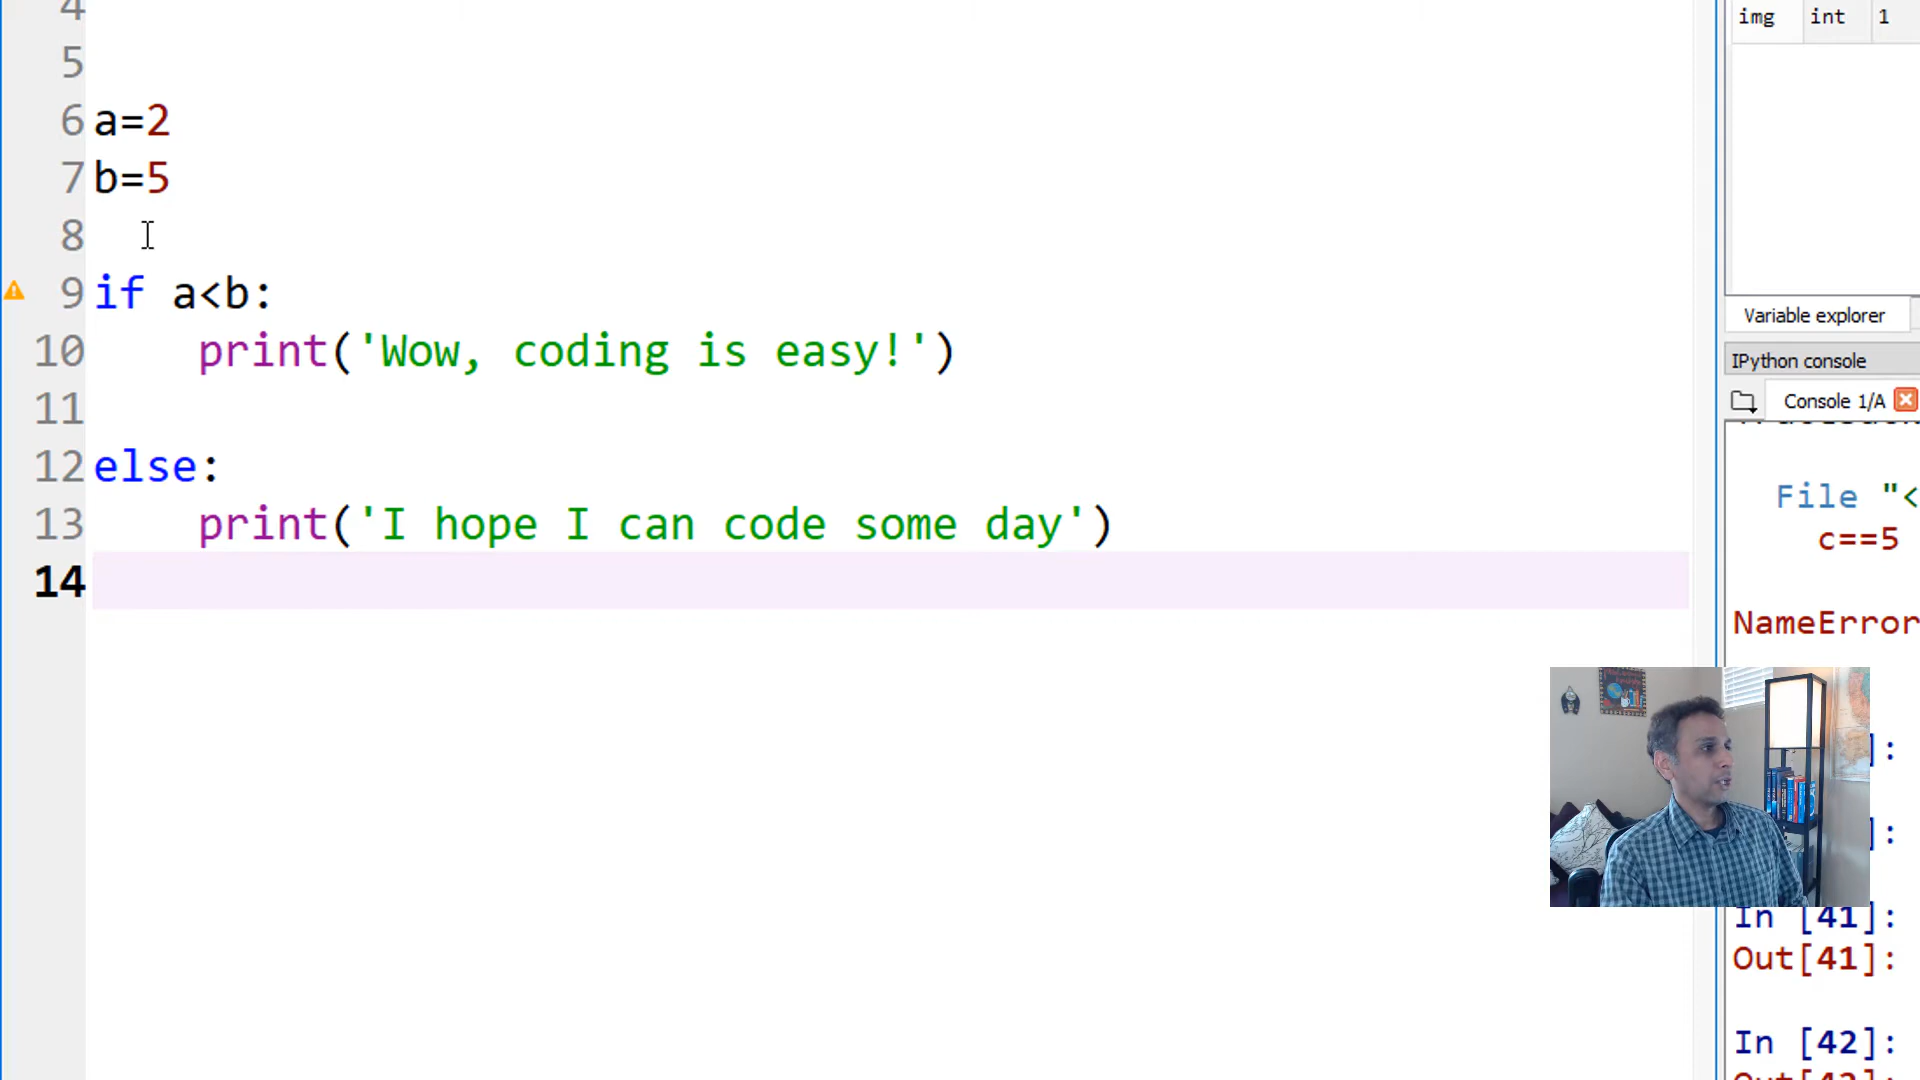 4
5
6 a=2
7 b=5
8
9 if a<b:
10 print('Wow, coding is easy!')
11
12 else:
13 print('I hope I can code some day')
14
img int 1
Variable explorer
IPython console
Console 1/A
File "<
c==5
NameError
]:
]:
In [41]:
Out[41]:
In [42]: